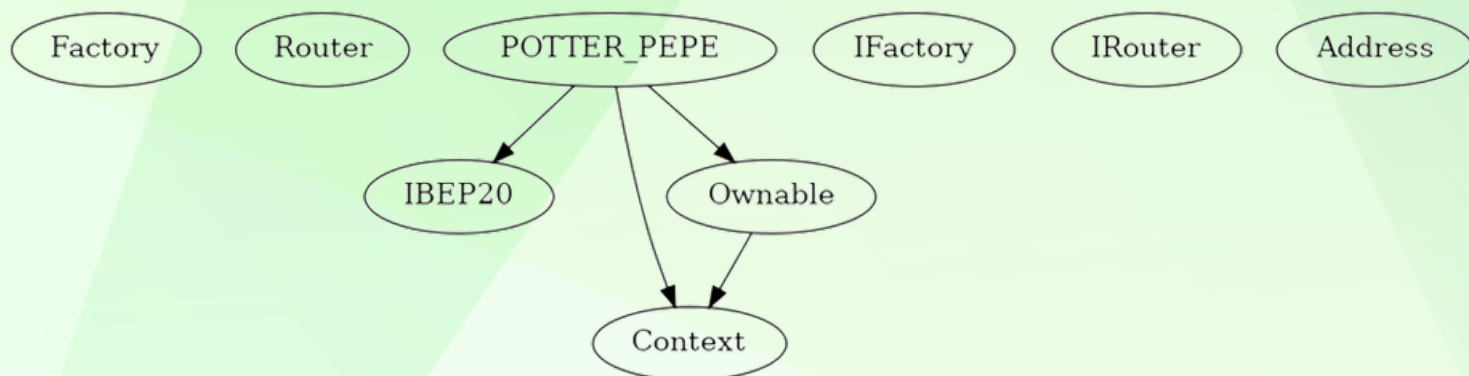 Factory Router POTTER_PEPE IFactory IRouter Address
IBEP20 Ownable
Context